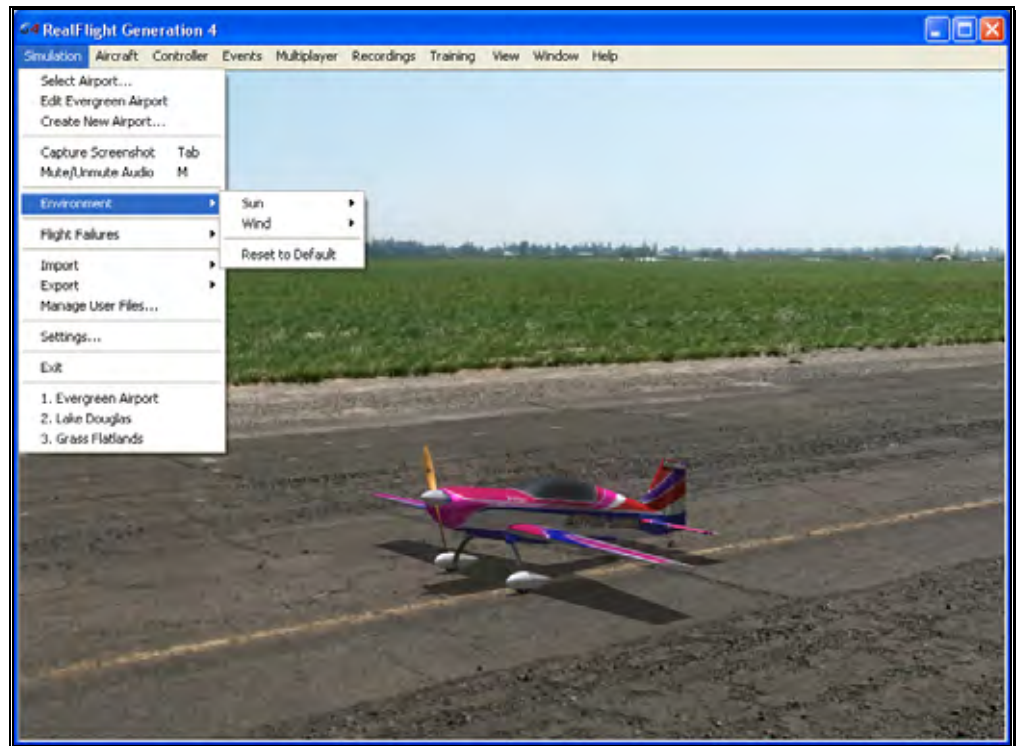 RealFlight Generation 4
Simulation Aircraft Controller Events Multiplayer Recordings Training View Window Help
Select Airport...
Edit Evergreen Airport
Create New Airport...
Capture Screenshot Tab
Mute/Unmute Audio M
Environment
Sun
Wind
Reset to Default
Flight Failures
Import
Export
Manage User Files...
Settings...
Exit
1. Evergreen Airport
2. Lake Douglas
3. Grass Flatlands